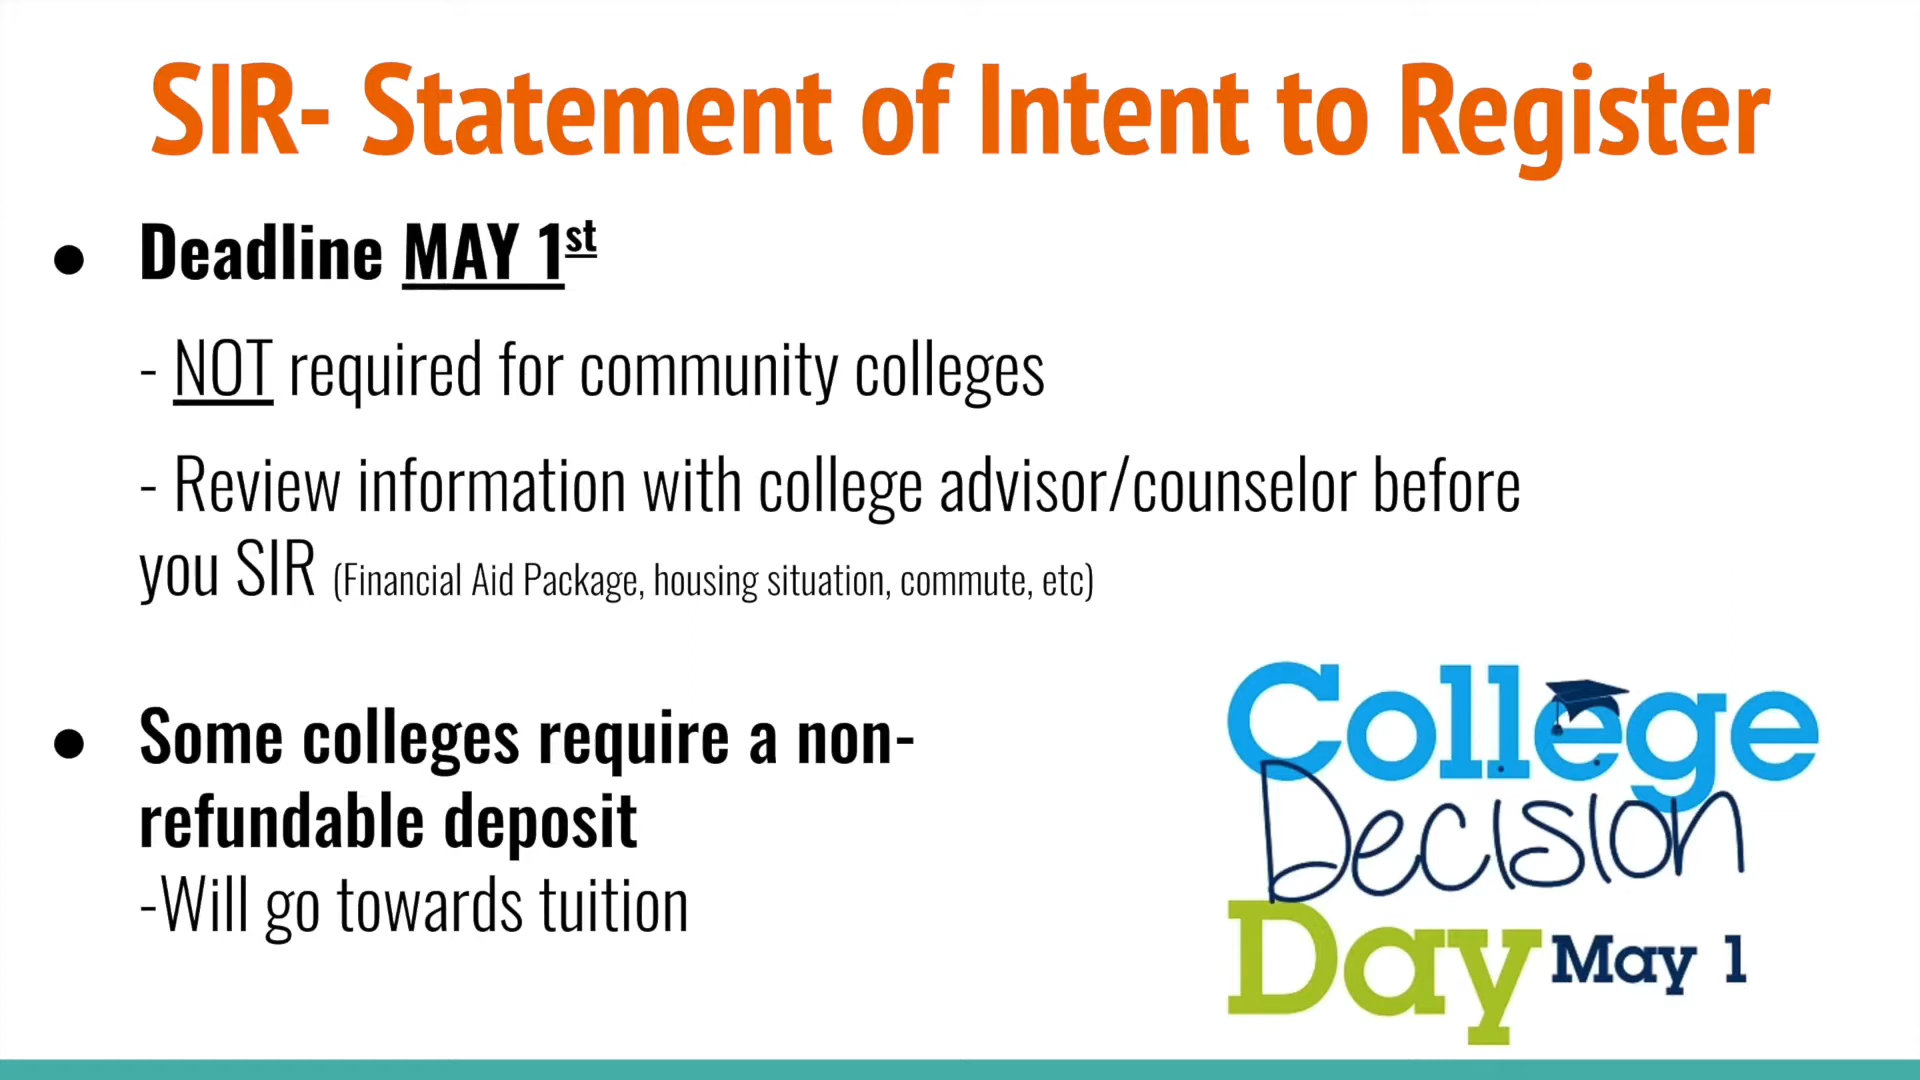 SIR- Statement of Intent to Register
● Deadline MAY 1st
- NOT required for community colleges
- Review information with college advisor/counselor before
you SIR (Financial Aid Package, housing situation, commute, etc)
● Some colleges require a non-
refundable deposit
-Will go towards tuition
College
Decision
Day May 1